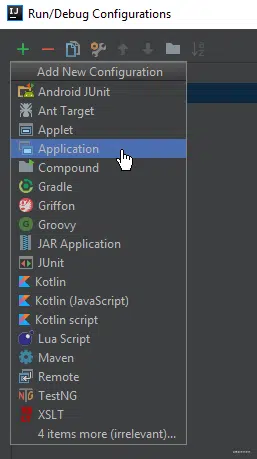 Run/Debug Configurations
Add New Configuration
Android JUnit
Ant Target
Applet
Application
Compound
Gradle
Griffon
Groovy
JAR Application
JUnit
Kotlin
Kotlin (JavaScript)
Kotlin script
Lua Script
Maven
Remote
TestNG
XSLT
4 items more (irrelevant)...